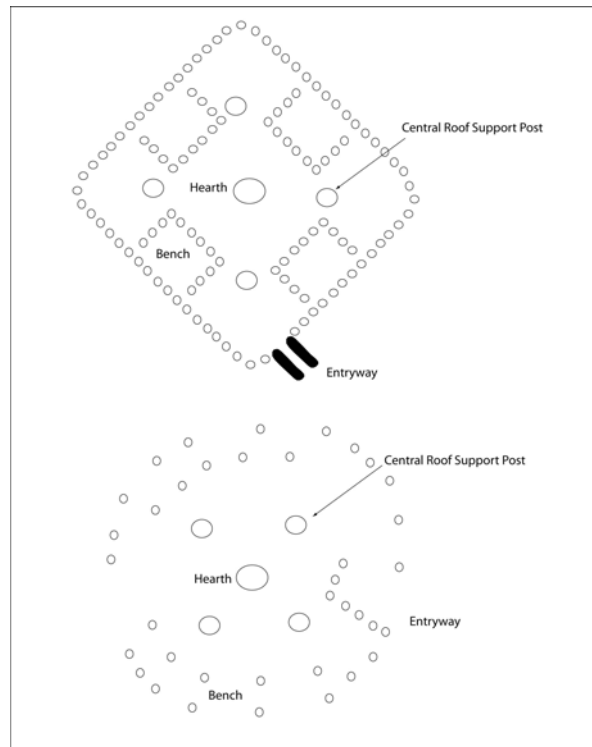 Central Roof Support Post
Hearth
Bench
Entryway
Central Roof Support Post
Hearth
Entryway
Bench